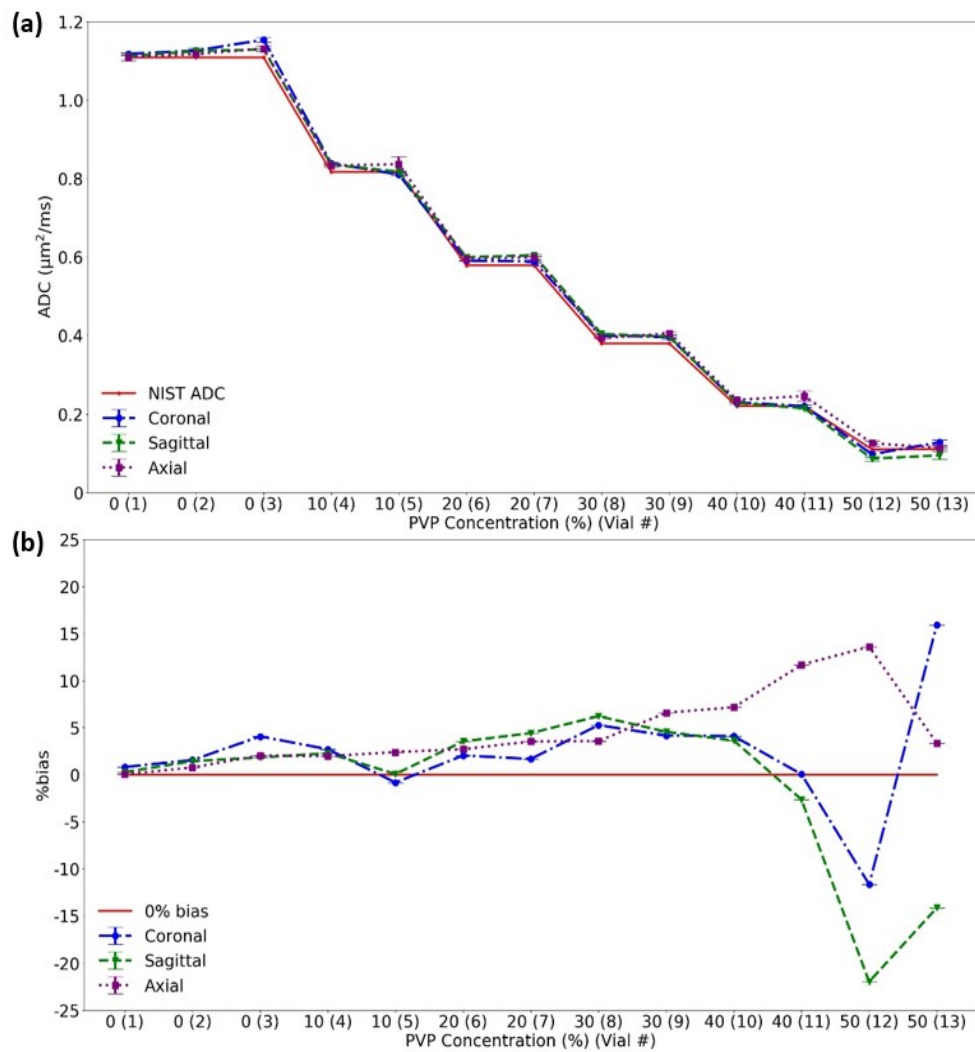 (a)
1.2
1.0
0.8
0.6
0.4
0.2
0
ADC (μm²/ms)
NIST ADC
Coronal
Sagittal
Axial
0 (1) 0 (2) 0 (3) 10 (4) 10 (5) 20 (6) 20 (7) 30 (8) 30 (9) 40 (10) 40 (11) 50 (12) 50 (13)
PVP Concentration (%) (Vial #)
(b)
25
20
15
10
5
0
-5
-10
-15
-20
-25
%bias
0% bias
Coronal
Sagittal
Axial
0 (1) 0 (2) 0 (3) 10 (4) 10 (5) 20 (6) 20 (7) 30 (8) 30 (9) 40 (10) 40 (11) 50 (12) 50 (13)
PVP Concentration (%) (Vial #)